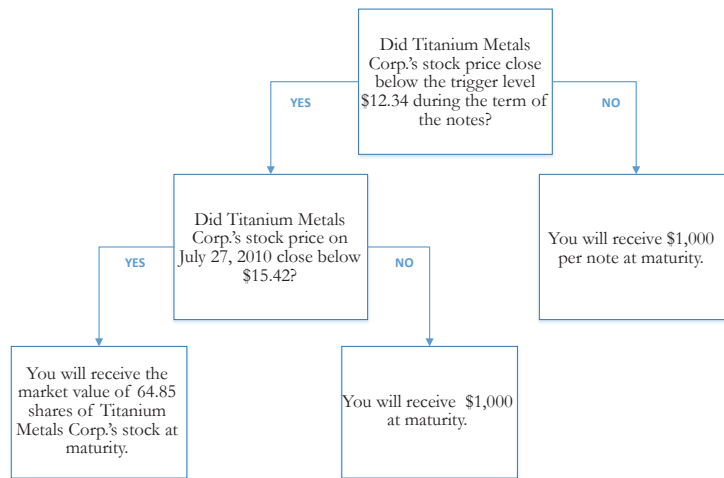 Did Titanium Metals
Corp.'s stock price close
below the trigger level
$12.34 during the term of
the notes?
YES
NO
Did Titanium Metals
Corp.'s stock price on
July 27, 2010 close below
$15.42?
You will receive $1,000
per note at maturity.
YES
NO
You will receive the
market value of 64.85
shares of Titanium
Metals Corp.'s stock at
maturity.
You will receive $1,000
at maturity.